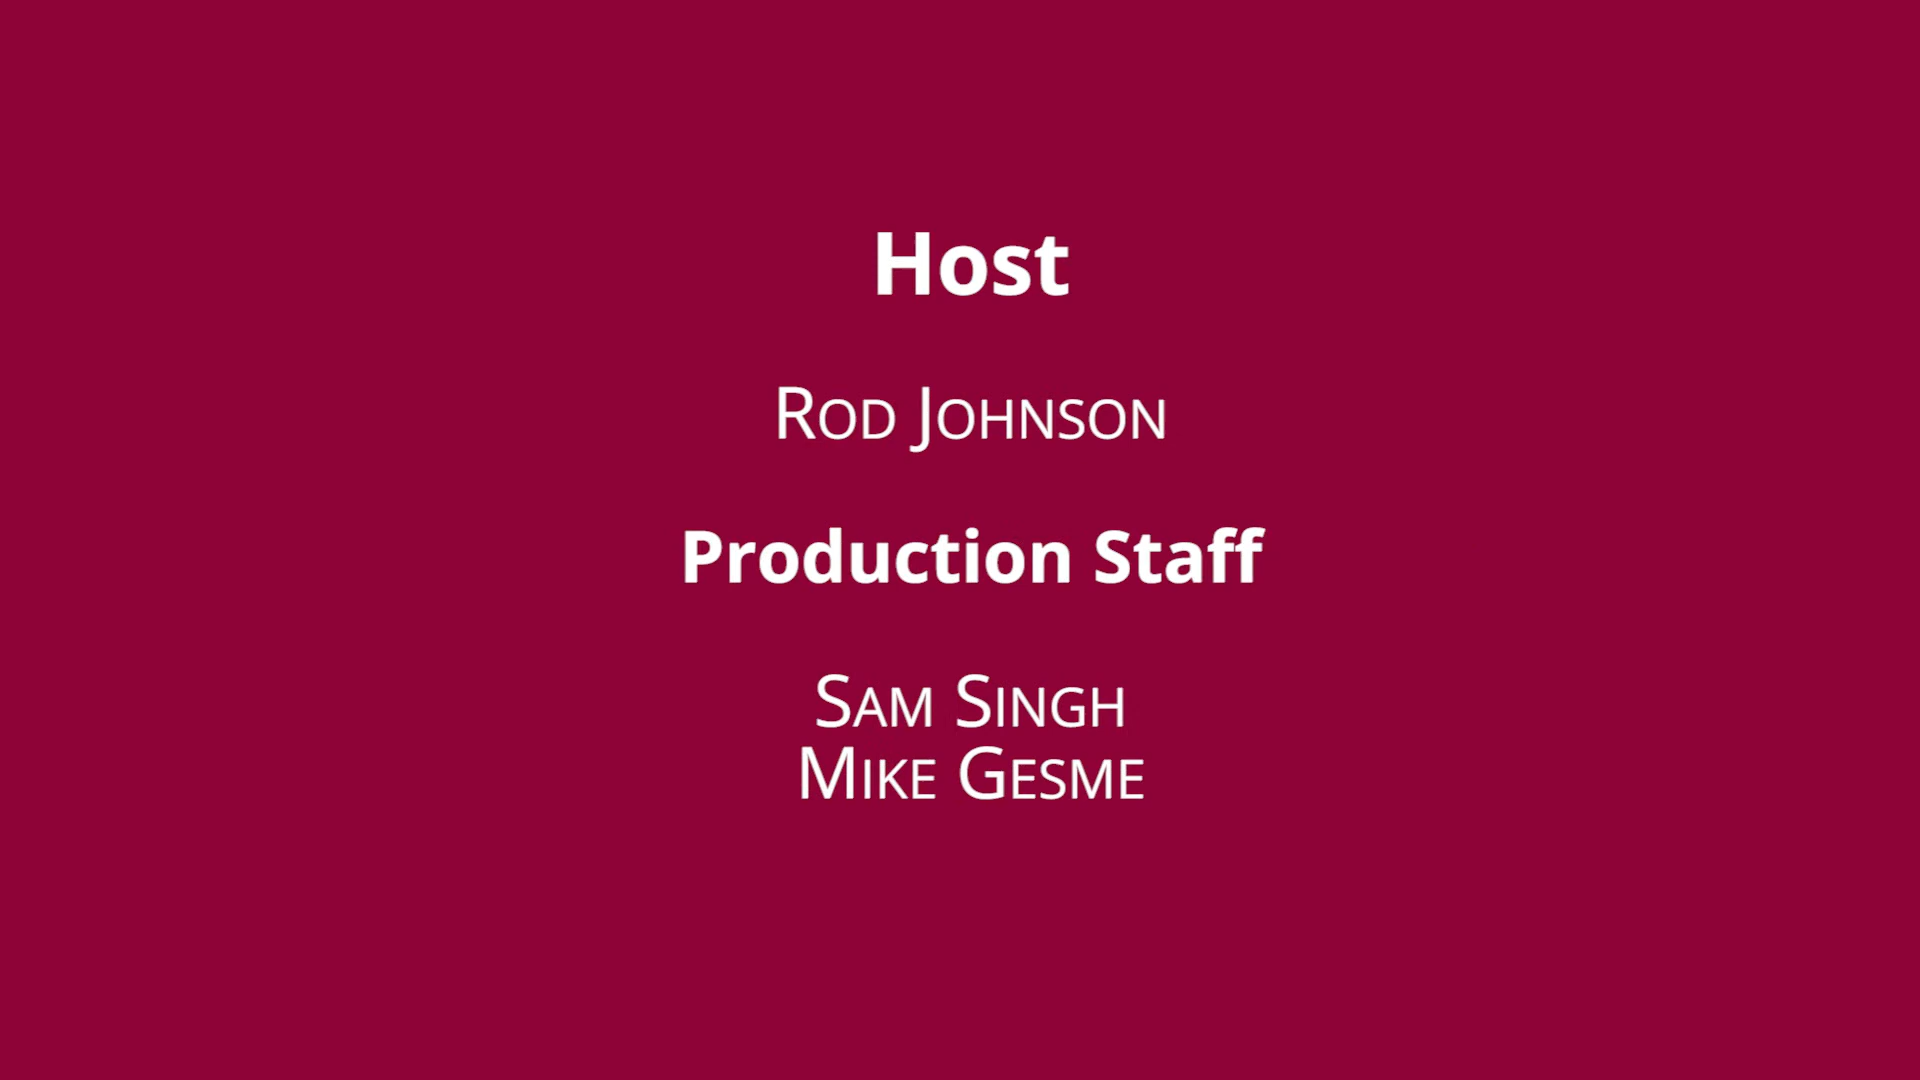 Host
Rod Johnson
Production Staff
Sam Singh
Mike Gesme